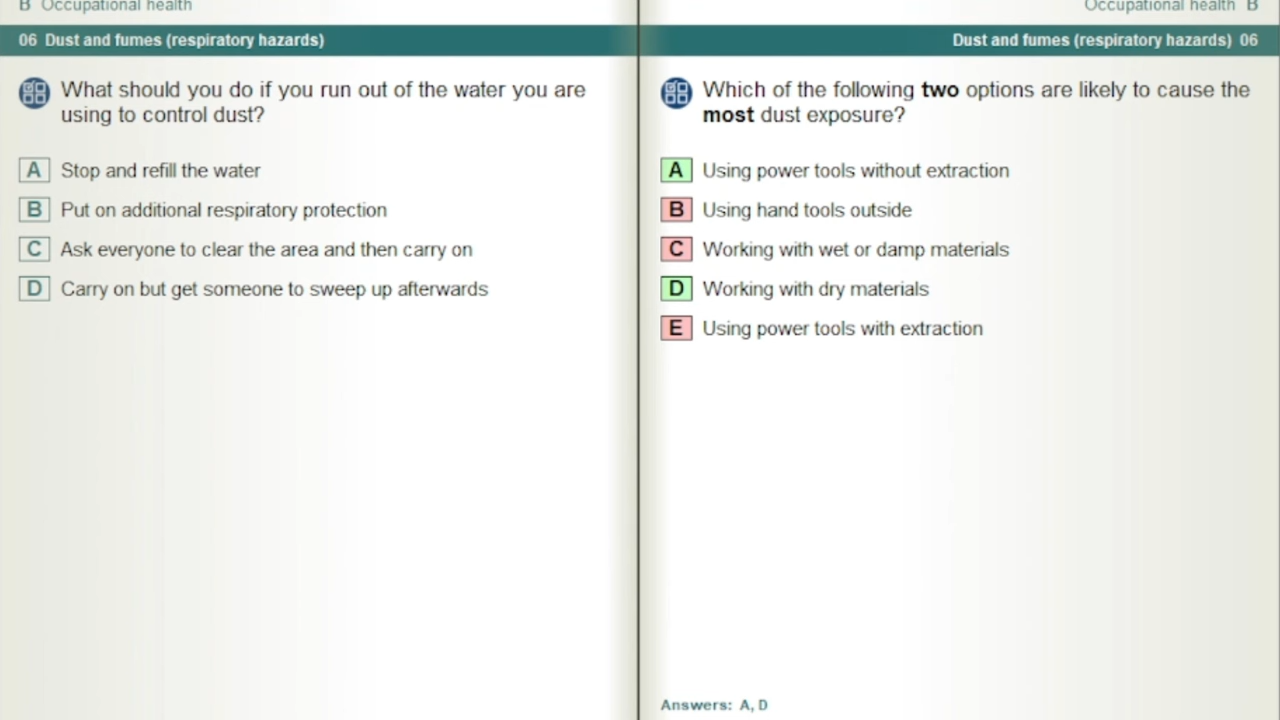 B Occupational health
06 Dust and fumes (respiratory hazards)
What should you do if you run out of the water you are
using to control dust?
A Stop and refill the water
B Put on additional respiratory protection
C Ask everyone to clear the area and then carry on
D Carry on but get someone to sweep up afterwards
Occupational health B
Dust and fumes (respiratory hazards) 06
Which of the following two options are likely to cause the
most dust exposure?
A Using power tools without extraction
B Using hand tools outside
C Working with wet or damp materials
D Working with dry materials
E Using power tools with extraction
Answers: A, D